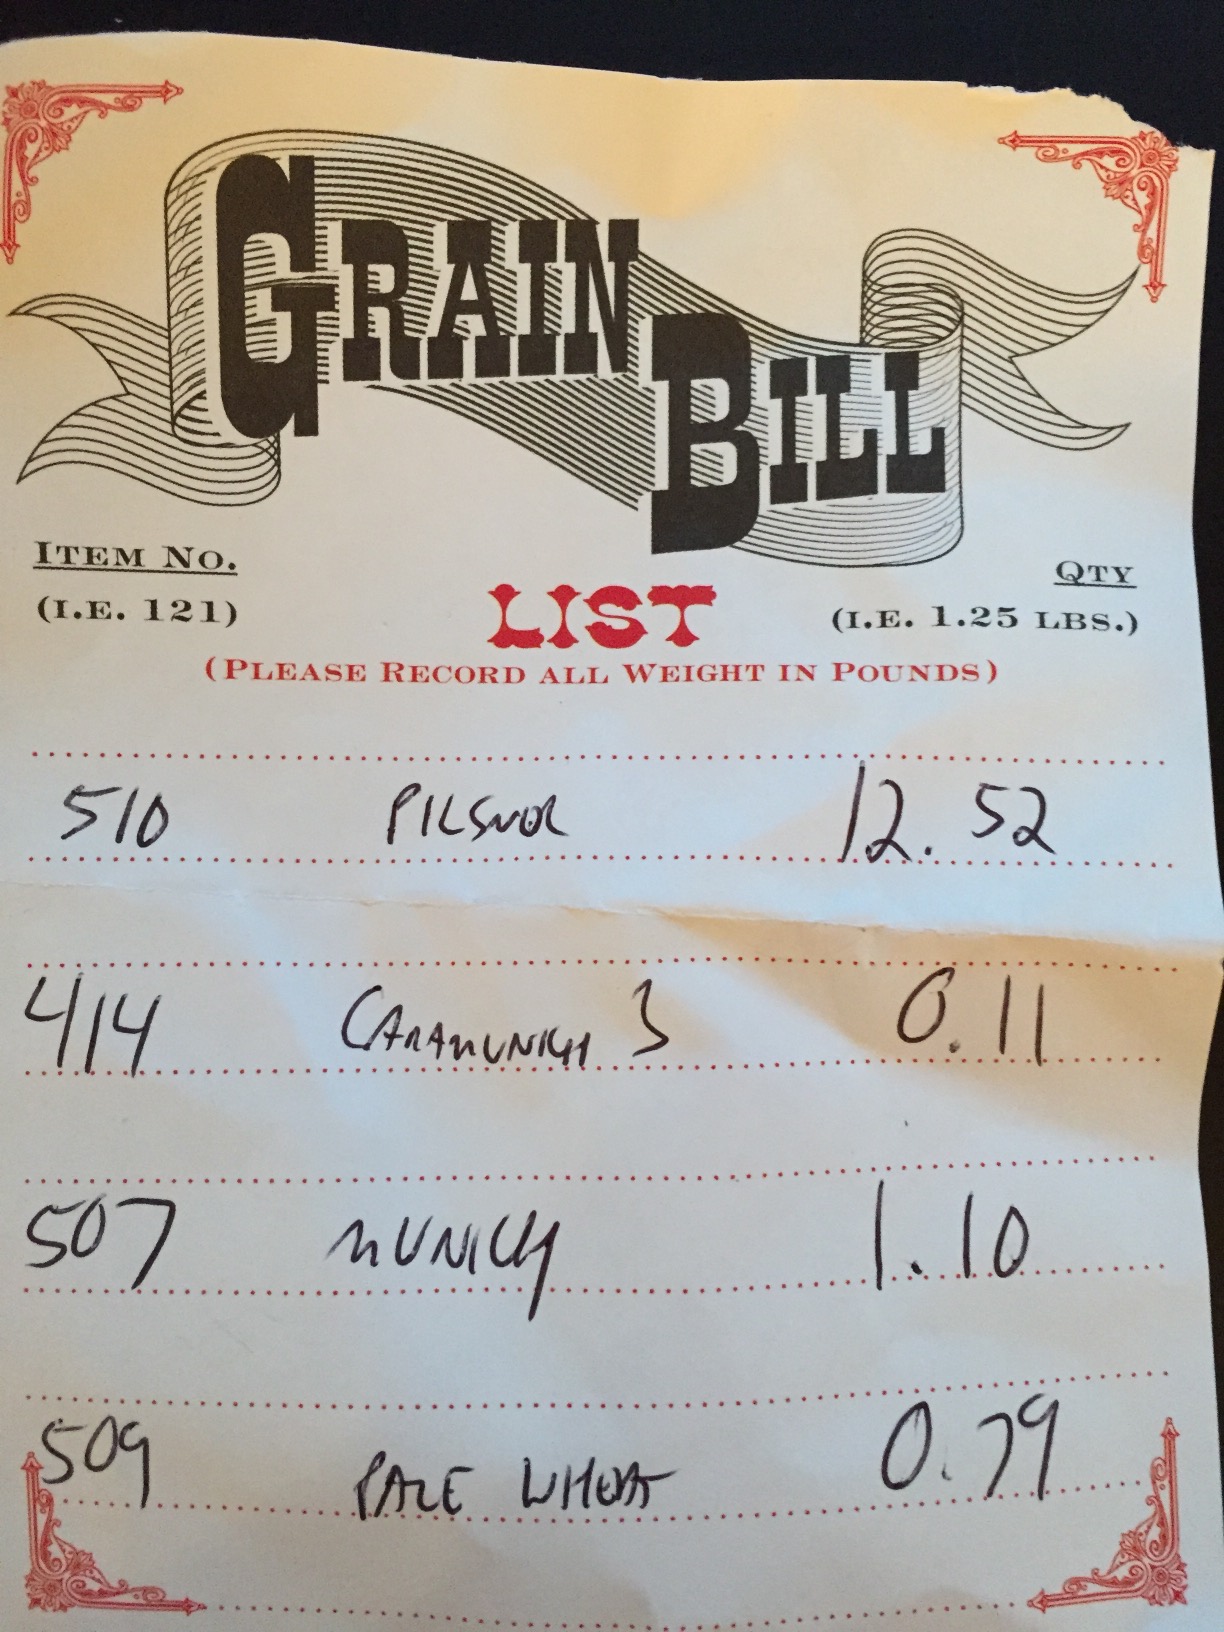 GRAIN BILL
ITEM NO. QTY
(I.E. 121) LIST (I.E. 1.25 LBS.)
(PLEASE RECORD ALL WEIGHT IN POUNDS)
510 PILSNER 12.52
414 CARAMUNICH 3 0.11
507 MUNICH 1.10
509 PALE WHEAT 0.79